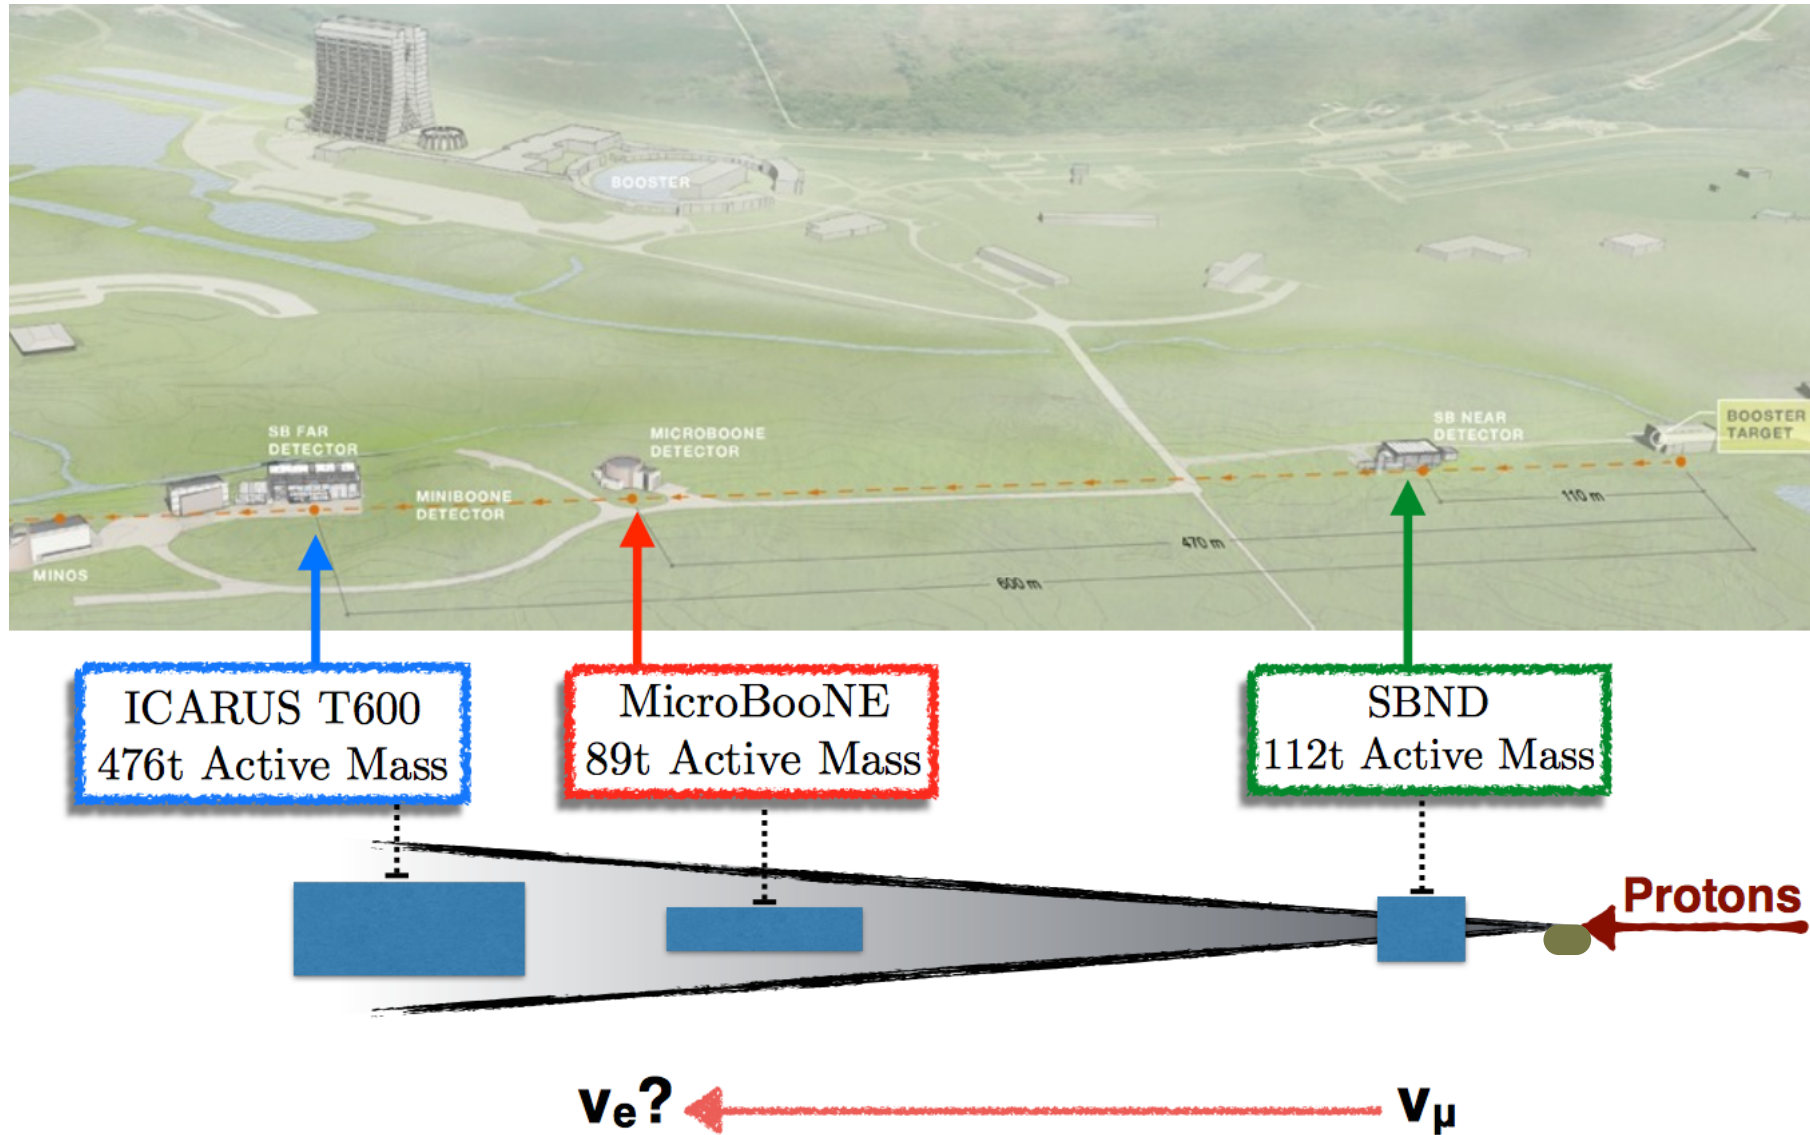 BOOSTER
SB FAR
DETECTOR
MICROBOONE
DETECTOR
SB NEAR
DETECTOR
BOOSTER
TARGET
MINIBOONE
DETECTOR
MINOS
110 m
470 m
600 m
ICARUS T600
476t Active Mass
MicroBooNE
89t Active Mass
SBND
112t Active Mass
Protons
νe?
νμ